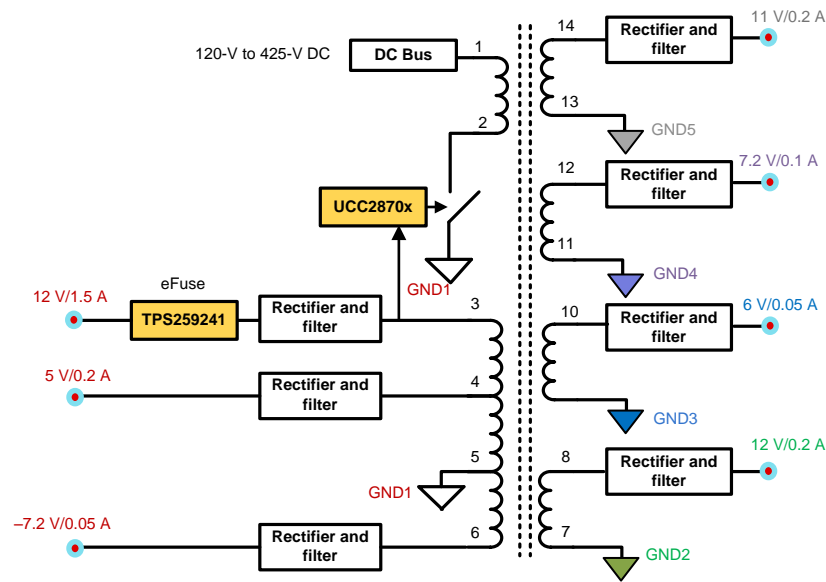 120-V to 425-V DC
DC Bus
1
2
UCC2870x
GND1
eFuse
12 V/1.5 A
TPS259241
Rectifier and
filter
3
5 V/0.2 A
Rectifier and
filter
4
5
GND1
–7.2 V/0.05 A
Rectifier and
filter
6
14
Rectifier and
filter
11 V/0.2 A
13
GND5
12
Rectifier and
filter
7.2 V/0.1 A
11
GND4
10
Rectifier and
filter
6 V/0.05 A
9
GND3
8
Rectifier and
filter
12 V/0.2 A
7
GND2